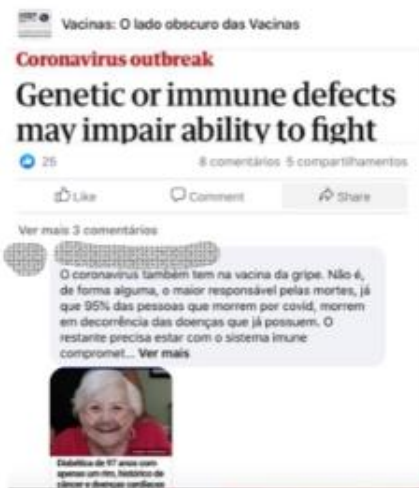 Vacinas: O lado obscuro das Vacinas
Coronavirus outbreak
Genetic or immune defects
may impair ability to fight
25
8 comentários 5 compartilhamentos
Like Comment Share
Ver mais 3 comentários
O coronavirus também tem na vacina da gripe. Não é,
de forma alguma, o maior responsável pelas mortes, já
que 95% das pessoas que morrem por covid, morrem
em decorrência das doenças que já possuem. O
restante precisa estar com o sistema imune
compromet... Ver mais
Diabética de 97 anos com
apenas um rim, histórico de
câncer e doenças cardíacas